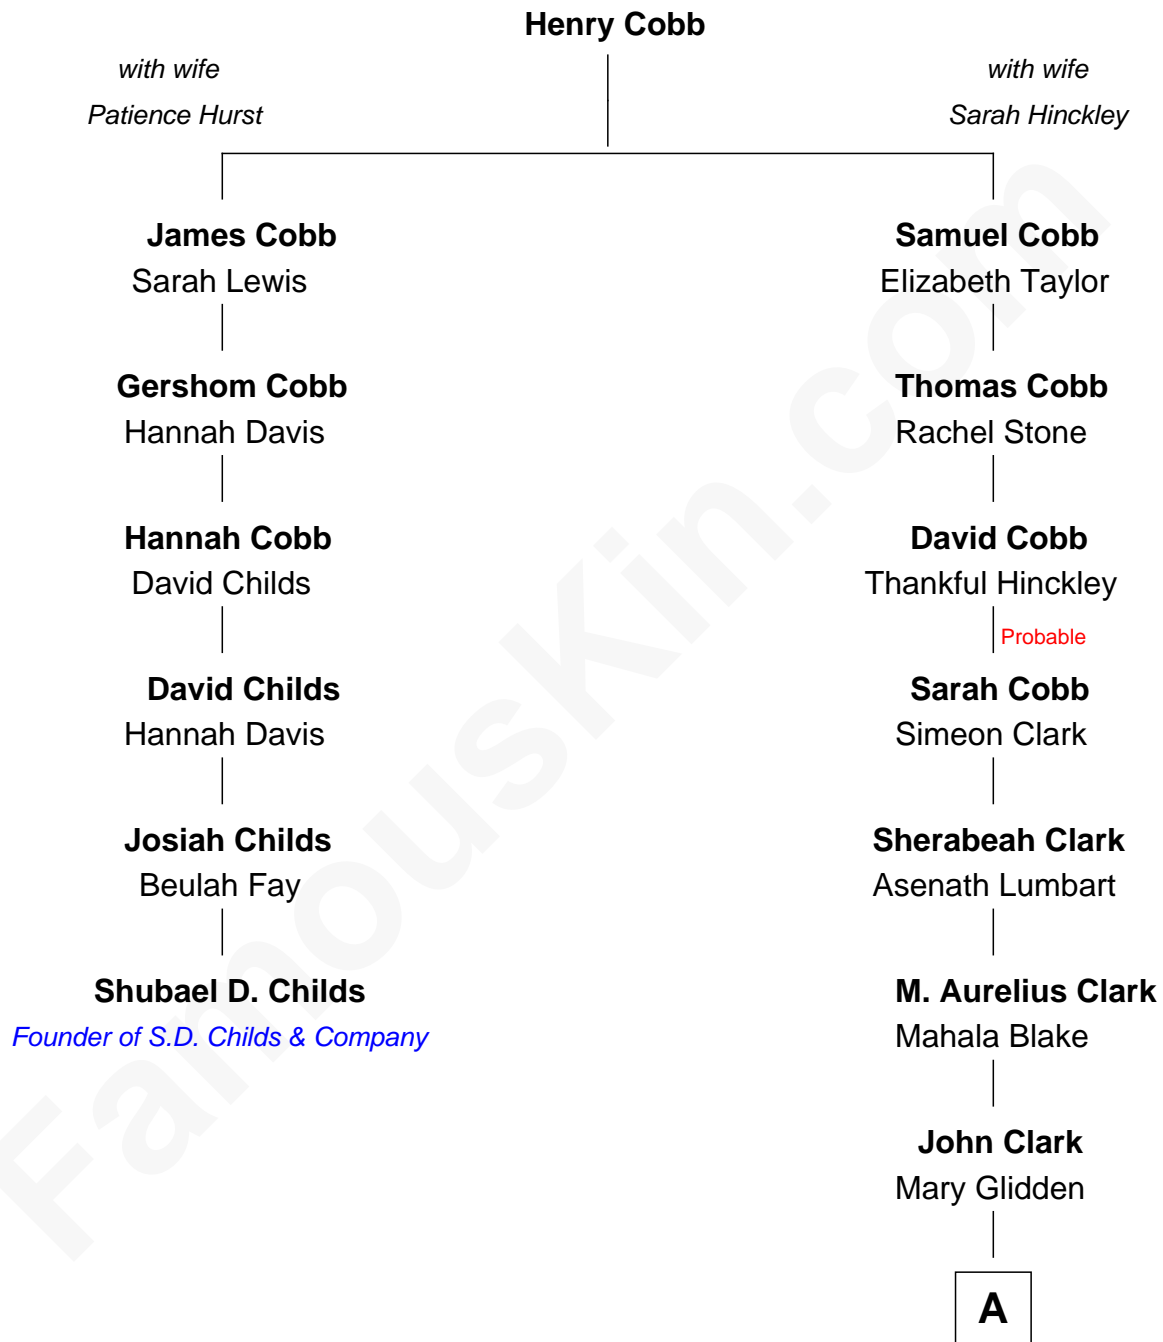 Henry Cobb
with wife
Patience Hurst
with wife
Sarah Hinckley
James Cobb
Sarah Lewis
Samuel Cobb
Elizabeth Taylor
Gershom Cobb
Hannah Davis
Thomas Cobb
Rachel Stone
Hannah Cobb
David Childs
David Cobb
Thankful Hinckley
Probable
David Childs
Hannah Davis
Sarah Cobb
Simeon Clark
Josiah Childs
Beulah Fay
Sherabeah Clark
Asenath Lumbart
Shubael D. Childs
Founder of S.D. Childs & Company
M. Aurelius Clark
Mahala Blake
John Clark
Mary Glidden
A
FamousKin.com